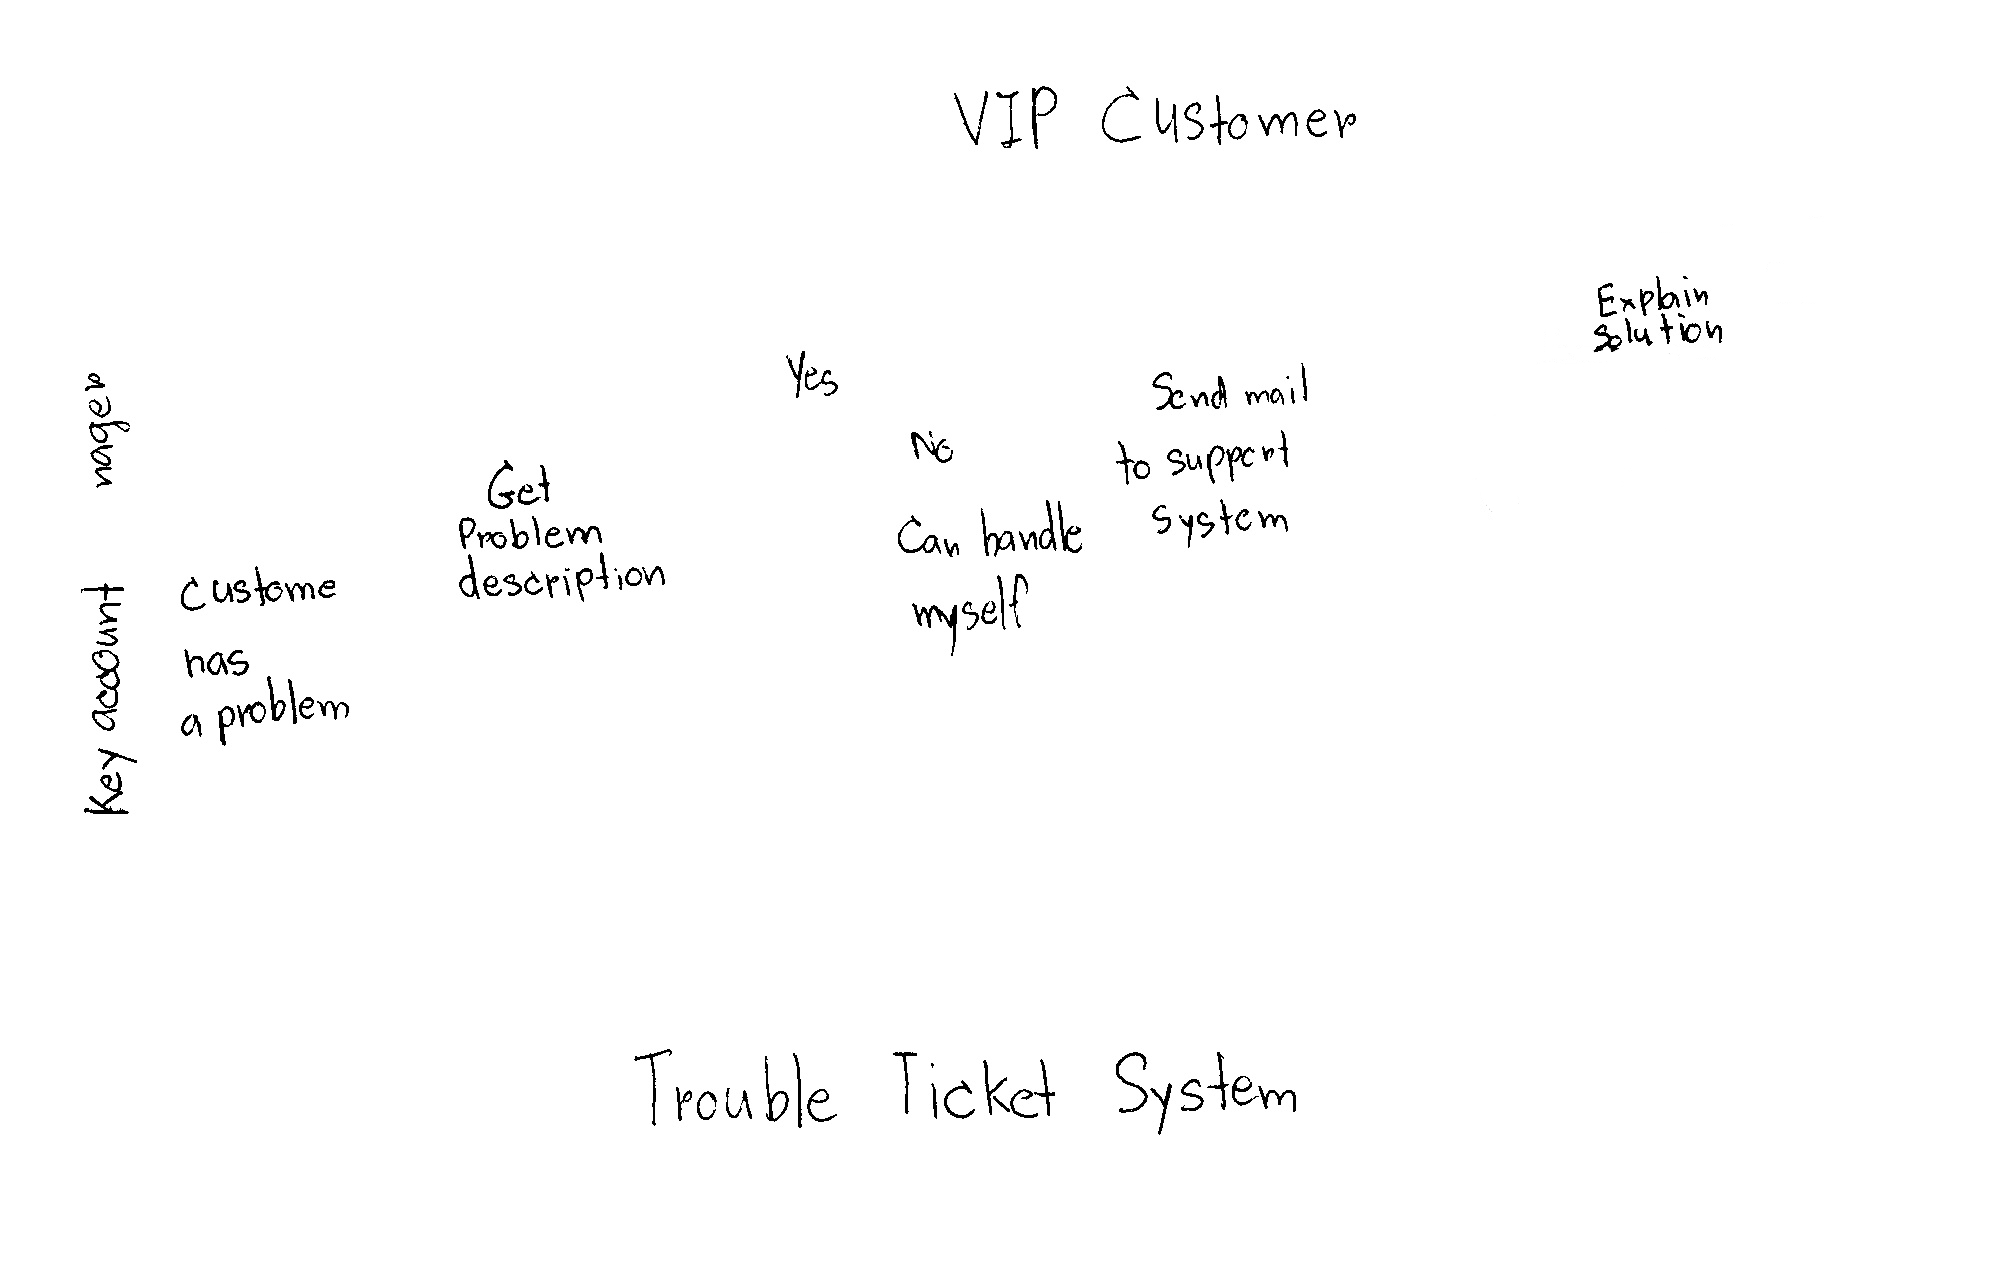 VIP Customer
Explain
solution
Yes
Send mail
No
to support
system
Get
Problem
description
Can handle
myself
Key account nager
Custome
has
a problem
Trouble Ticket System